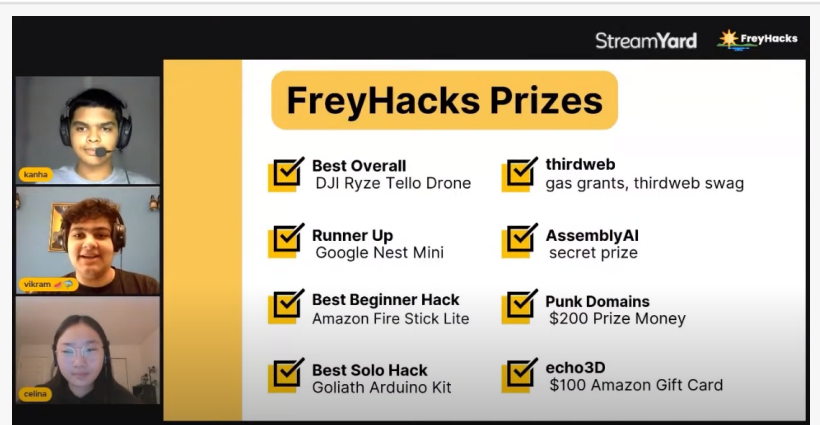 StreamYard
FreyHacks
FreyHacks Prizes
kanha
vikram
celina
Best Overall
DJI Ryze Tello Drone
Runner Up
Google Nest Mini
Best Beginner Hack
Amazon Fire Stick Lite
Best Solo Hack
Goliath Arduino Kit
thirdweb
gas grants, thirdweb swag
AssemblyAI
secret prize
Punk Domains
$200 Prize Money
echo3D
$100 Amazon Gift Card